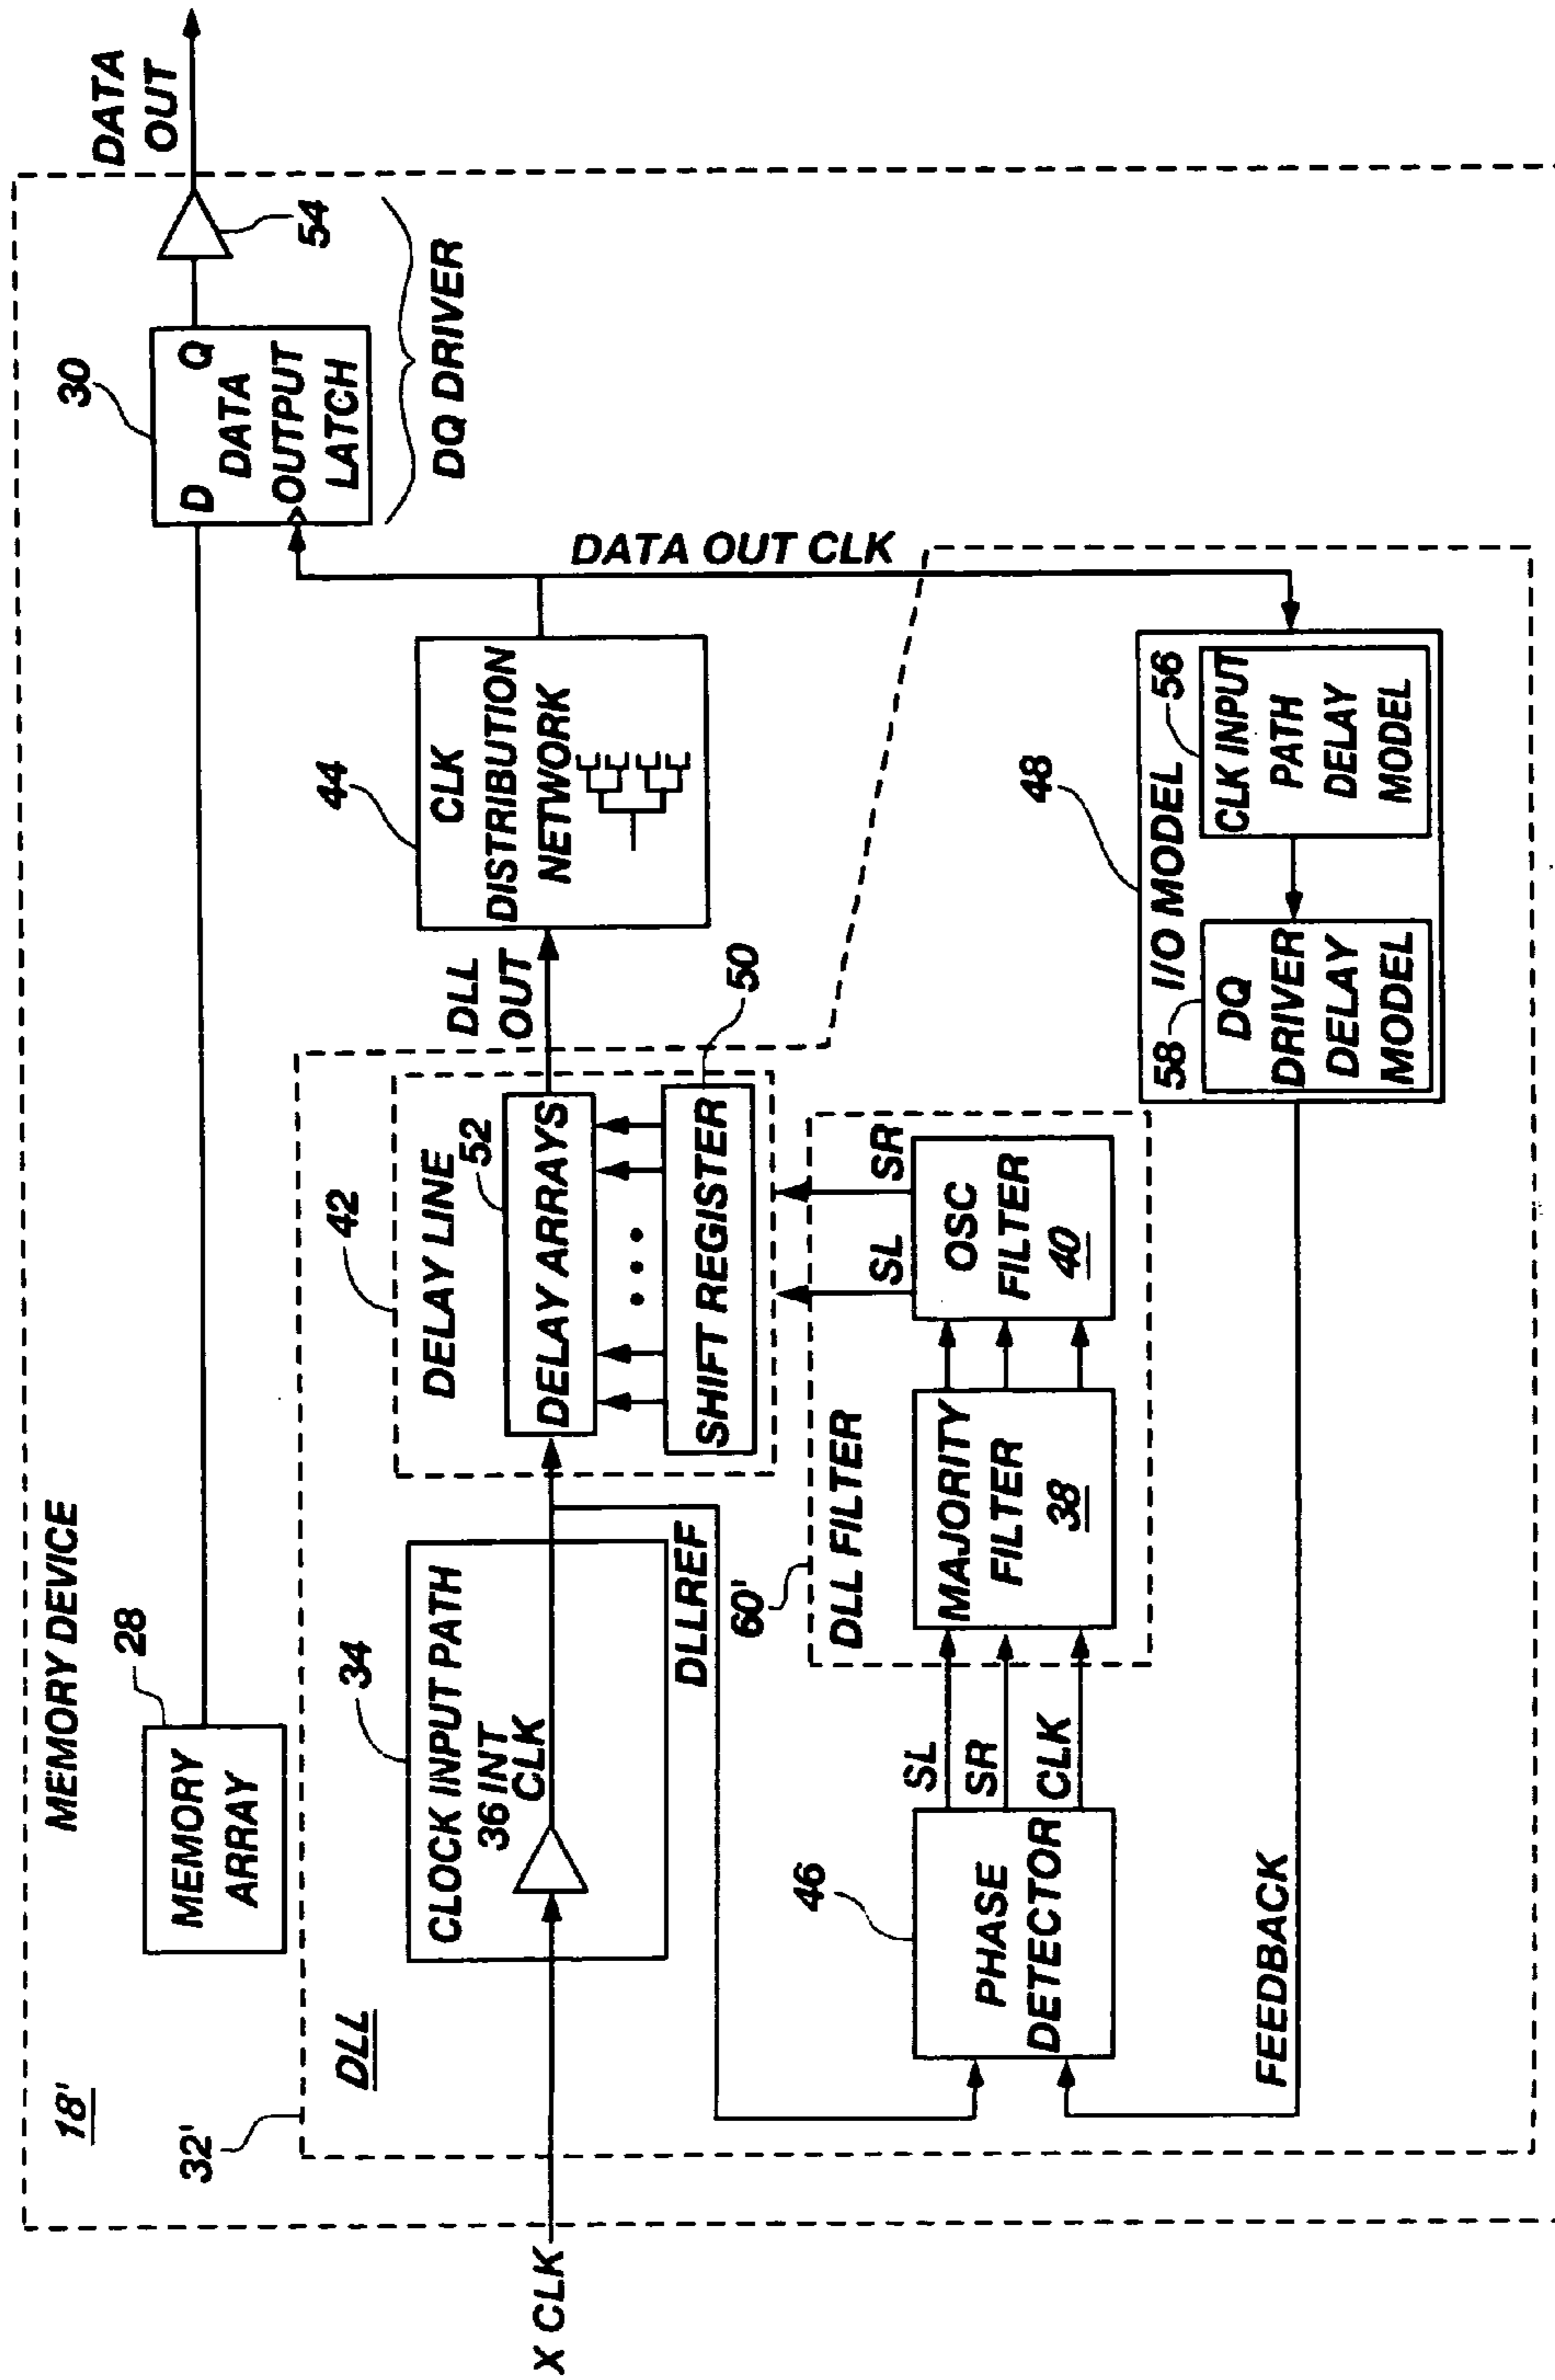 MEMORY DEVICE
18'
32'
28
MEMORY
ARRAY
30
D Q
DATA
OUTPUT
LATCH
54
DATA
OUT
DQ DRIVER
DLL
34
CLOCK INPUT PATH
36 INT
CLK
X CLK
DLLREF
42
DELAY LINE
52
DELAY ARRAYS
SHIFT REGISTER
50
DLL
OUT
44
CLK
DISTRIBUTION
NETWORK
DATA OUT CLK
46
PHASE
DETECTOR
SL
SR
CLK
60'
DLL FILTER
MAJORITY
FILTER
38
OSC
FILTER
40
SL
SR
48
I/O MODEL
56
CLK INPUT
PATH
DELAY
MODEL
58
DQ
DRIVER
DELAY
MODEL
FEEDBACK